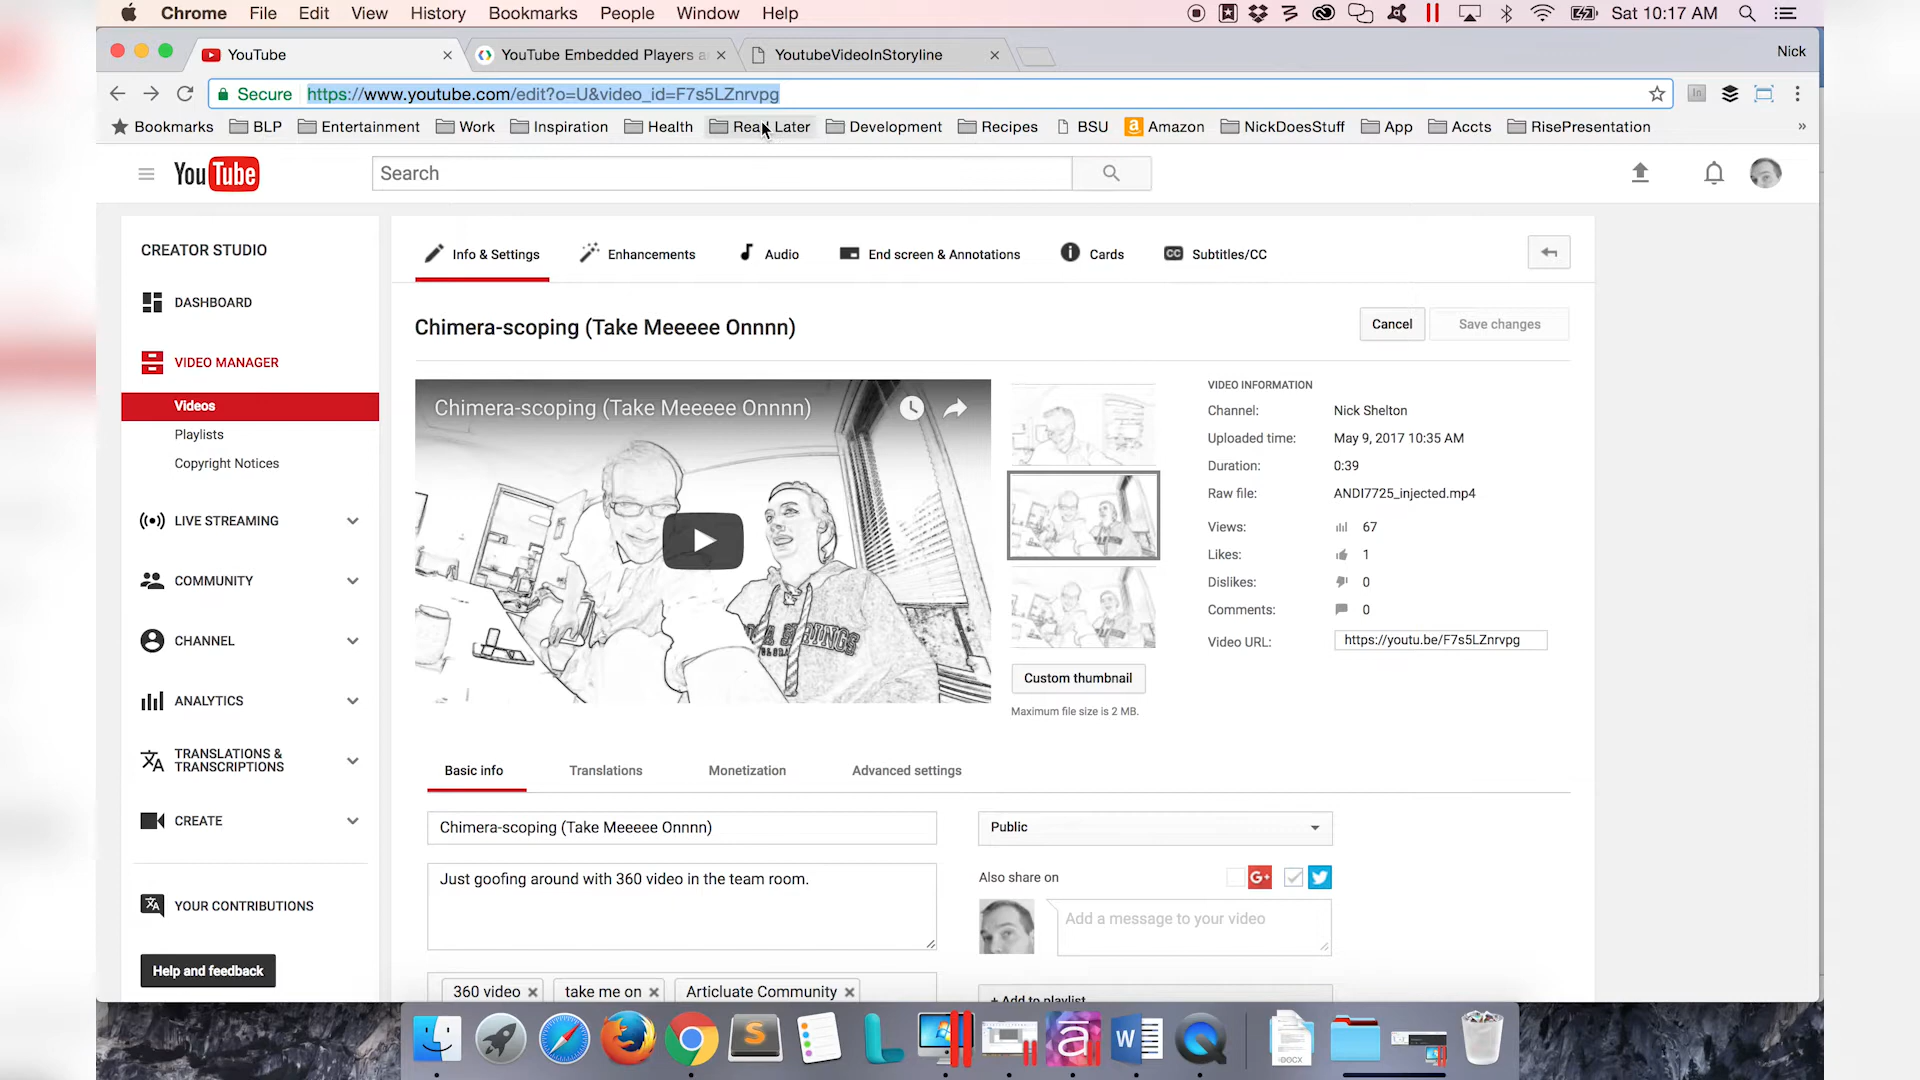 Chrome File Edit View History Bookmarks People Window Help Sat 10:17 AM
YouTube YouTube Embedded Players a YoutubeVideoInStoryline Nick
Secure https://www.youtube.com/edit?o=U&video_id=F7s5LZnrvpg
Bookmarks BLP Entertainment Work Inspiration Health Read Later Development Recipes BSU Amazon NickDoesStuff App Accts RisePresentation »
YouTube Search
CREATOR STUDIO
DASHBOARD
VIDEO MANAGER
Videos
Playlists
Copyright Notices
LIVE STREAMING
COMMUNITY
CHANNEL
ANALYTICS
TRANSLATIONS &
TRANSCRIPTIONS
CREATE
YOUR CONTRIBUTIONS
Help and feedback
Info & Settings Enhancements Audio End screen & Annotations Cards CC Subtitles/CC
Chimera-scoping (Take Meeeee Onnnn)
Cancel Save changes
Chimera-scoping (Take Meeeee Onnnn)
Custom thumbnail
Maximum file size is 2 MB.
VIDEO INFORMATION
Channel: Nick Shelton
Uploaded time: May 9, 2017 10:35 AM
Duration: 0:39
Raw file: ANDI7725_injected.mp4
Views: 67
Likes: 1
Dislikes: 0
Comments: 0
Video URL: https://youtu.be/F7s5LZnrvpg
Basic info Translations Monetization Advanced settings
Chimera-scoping (Take Meeeee Onnnn)
Just goofing around with 360 video in the team room.
360 video take me on Articluate Community
Public
Also share on G+
Add a message to your video
+ Add to playlist